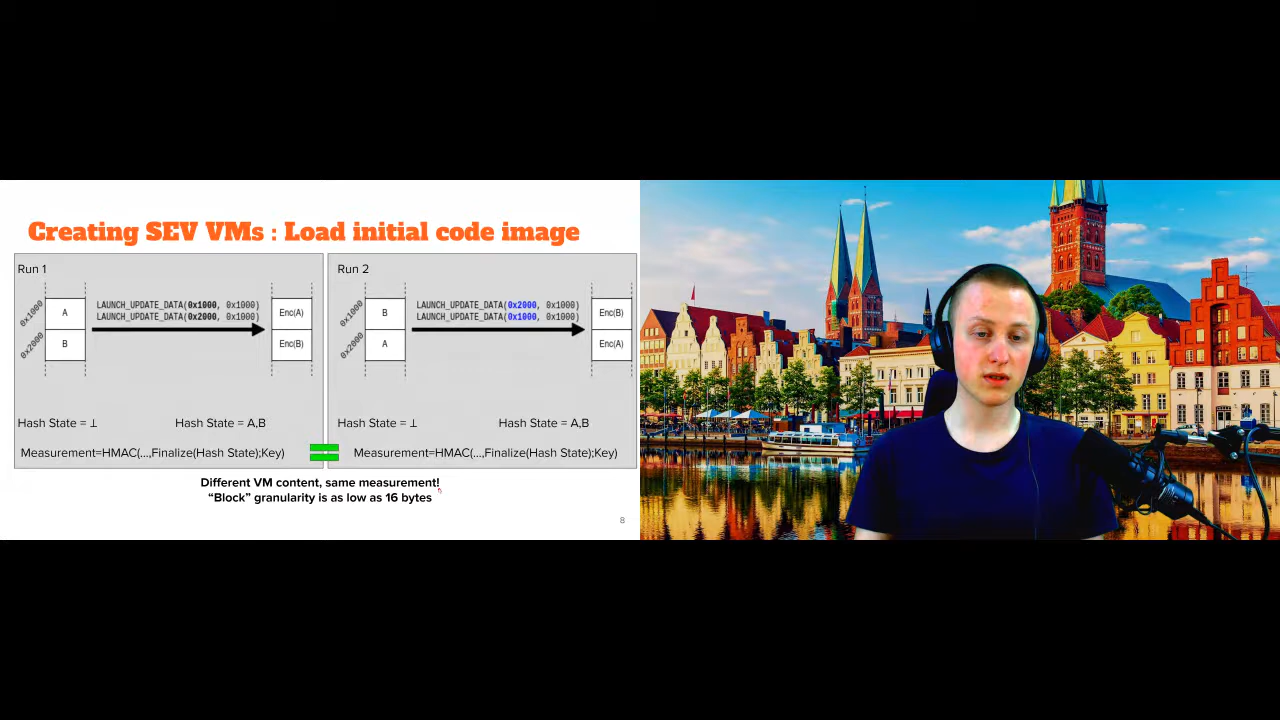 Creating SEV VMs : Load initial code image
Run 1
0x1000
A
0x2000
B
LAUNCH_UPDATE_DATA(0x1000, 0x1000)
LAUNCH_UPDATE_DATA(0x2000, 0x1000)
Enc(A)
Enc(B)
Hash State = ⊥
Hash State = A,B
Measurement=HMAC(...,Finalize(Hash State);Key)
Run 2
0x1000
B
0x2000
A
LAUNCH_UPDATE_DATA(0x2000, 0x1000)
LAUNCH_UPDATE_DATA(0x1000, 0x1000)
Enc(B)
Enc(A)
Hash State = ⊥
Hash State = A,B
Measurement=HMAC(...,Finalize(Hash State);Key)
Different VM content, same measurement!
“Block” granularity is as low as 16 bytes
8